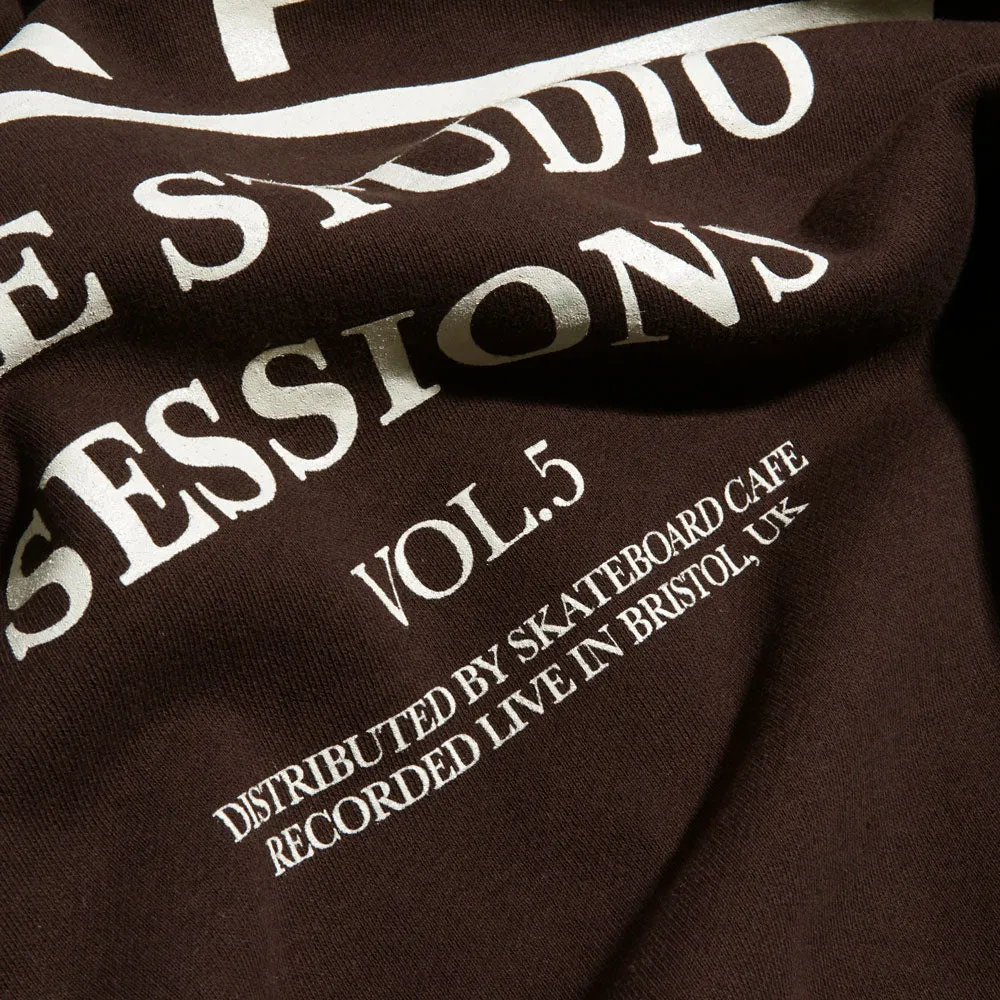 STUDIO
SESSIONS
VOL.5
DISTRIBUTED BY SKATEBOARD CAFE
RECORDED LIVE IN BRISTOL, UK